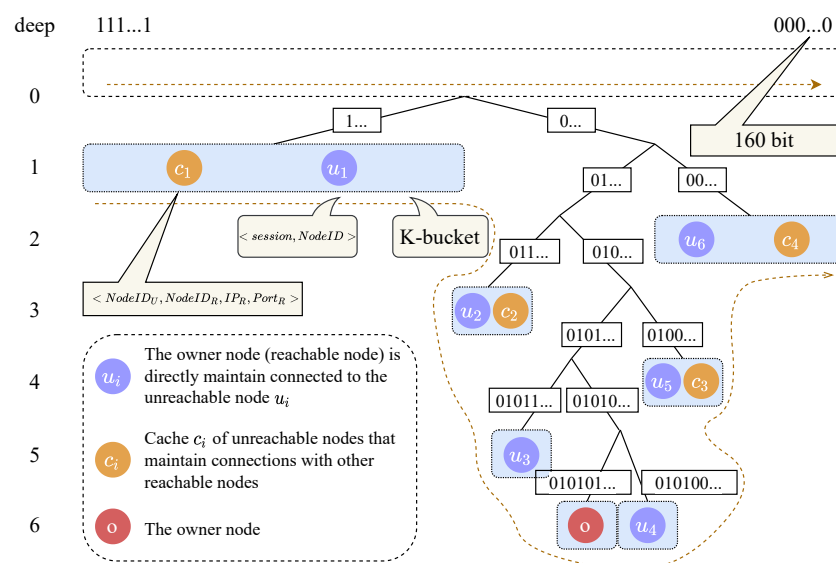 deep 111...1 000...0
0
1... 0...
160 bit
1 c1 u1
01... 00...
< session, NodeID > K-bucket
2 u6 c4
011... 010...
< NodeIDU, NodeIDR, IPR, PortR >
3 u2 c2
0101... 0100...
ui The owner node (reachable node) is
directly maintain connected to the
unreachable node ui
4 u5 c3
01011... 01010...
ci Cache ci of unreachable nodes that
maintain connections with other
reachable nodes
5 u3
010101... 010100...
o The owner node
6 o u4